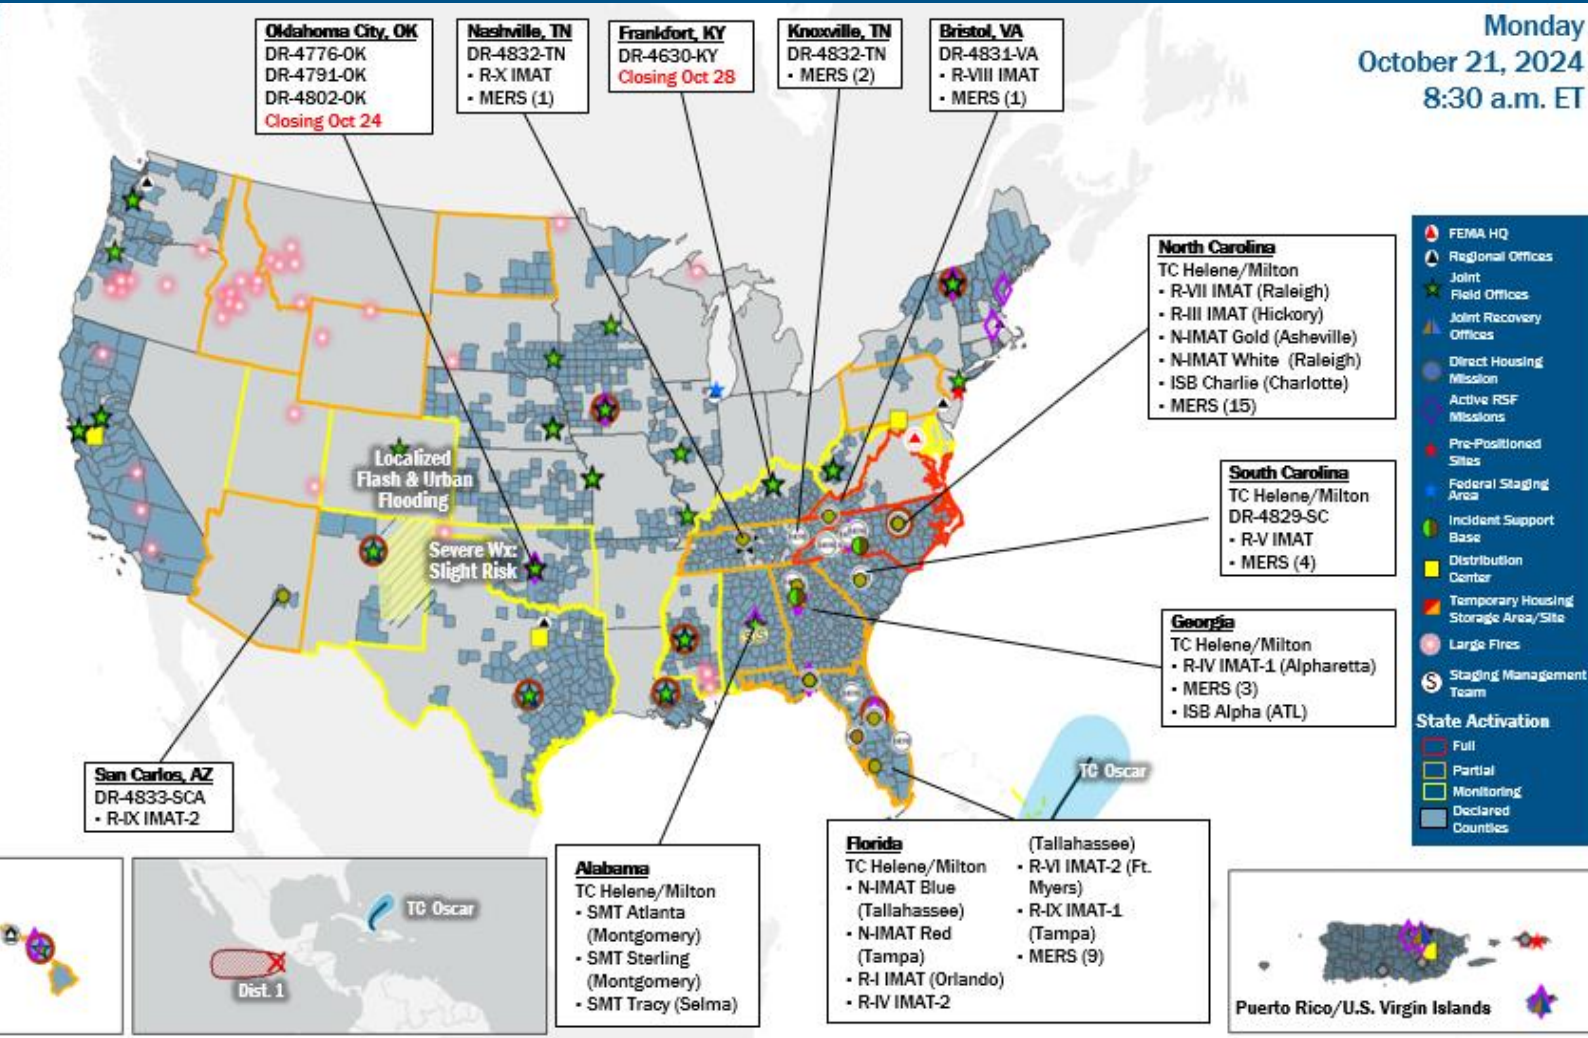 Monday
October 21, 2024
8:30 a.m. ET
Oklahoma City, OK
DR-4776-OK
DR-4791-OK
DR-4802-OK
Closing Oct 24
Nashville, TN
DR-4832-TN
▪ R-X IMAT
▪ MERS (1)
Frankfort, KY
DR-4630-KY
Closing Oct 28
Knoxville, TN
DR-4832-TN
▪ MERS (2)
Bristol, VA
DR-4831-VA
▪ R-VIII IMAT
▪ MERS (1)
North Carolina
TC Helene/Milton
▪ R-VII IMAT (Raleigh)
▪ R-III IMAT (Hickory)
▪ N-IMAT Gold (Asheville)
▪ N-IMAT White (Raleigh)
▪ ISB Charlie (Charlotte)
▪ MERS (15)
South Carolina
TC Helene/Milton
DR-4829-SC
▪ R-V IMAT
▪ MERS (4)
Georgia
TC Helene/Milton
▪ R-IV IMAT-1 (Alpharetta)
▪ MERS (3)
▪ ISB Alpha (ATL)
FEMA HQ
Regional Offices
Joint
Field Offices
Joint Recovery
Offices
Direct Housing
Mission
Active RSF
Missions
Pre-Positioned
Sites
Federal Staging
Area
Incident Support
Base
Distribution
Center
Temporary Housing
Storage Area/Site
Large Fires
S
Staging Management
Team
State Activation
Full
Partial
Monitoring
Declared
Counties
Localized
Flash & Urban
Flooding
Severe Wx:
Slight Risk
TC Oscar
San Carlos, AZ
DR-4833-SCA
▪ R-IX IMAT-2
Alabama
TC Helene/Milton
▪ SMT Atlanta
(Montgomery)
▪ SMT Sterling
(Montgomery)
▪ SMT Tracy (Selma)
Florida
TC Helene/Milton
▪ N-IMAT Blue
(Tallahassee)
▪ N-IMAT Red
(Tampa)
▪ R-I IMAT (Orlando)
▪ R-IV IMAT-2
(Tallahassee)
▪ R-VI IMAT-2 (Ft.
Myers)
▪ R-IX IMAT-1
(Tampa)
▪ MERS (9)
TC Oscar
Dist. 1
Puerto Rico/U.S. Virgin Islands